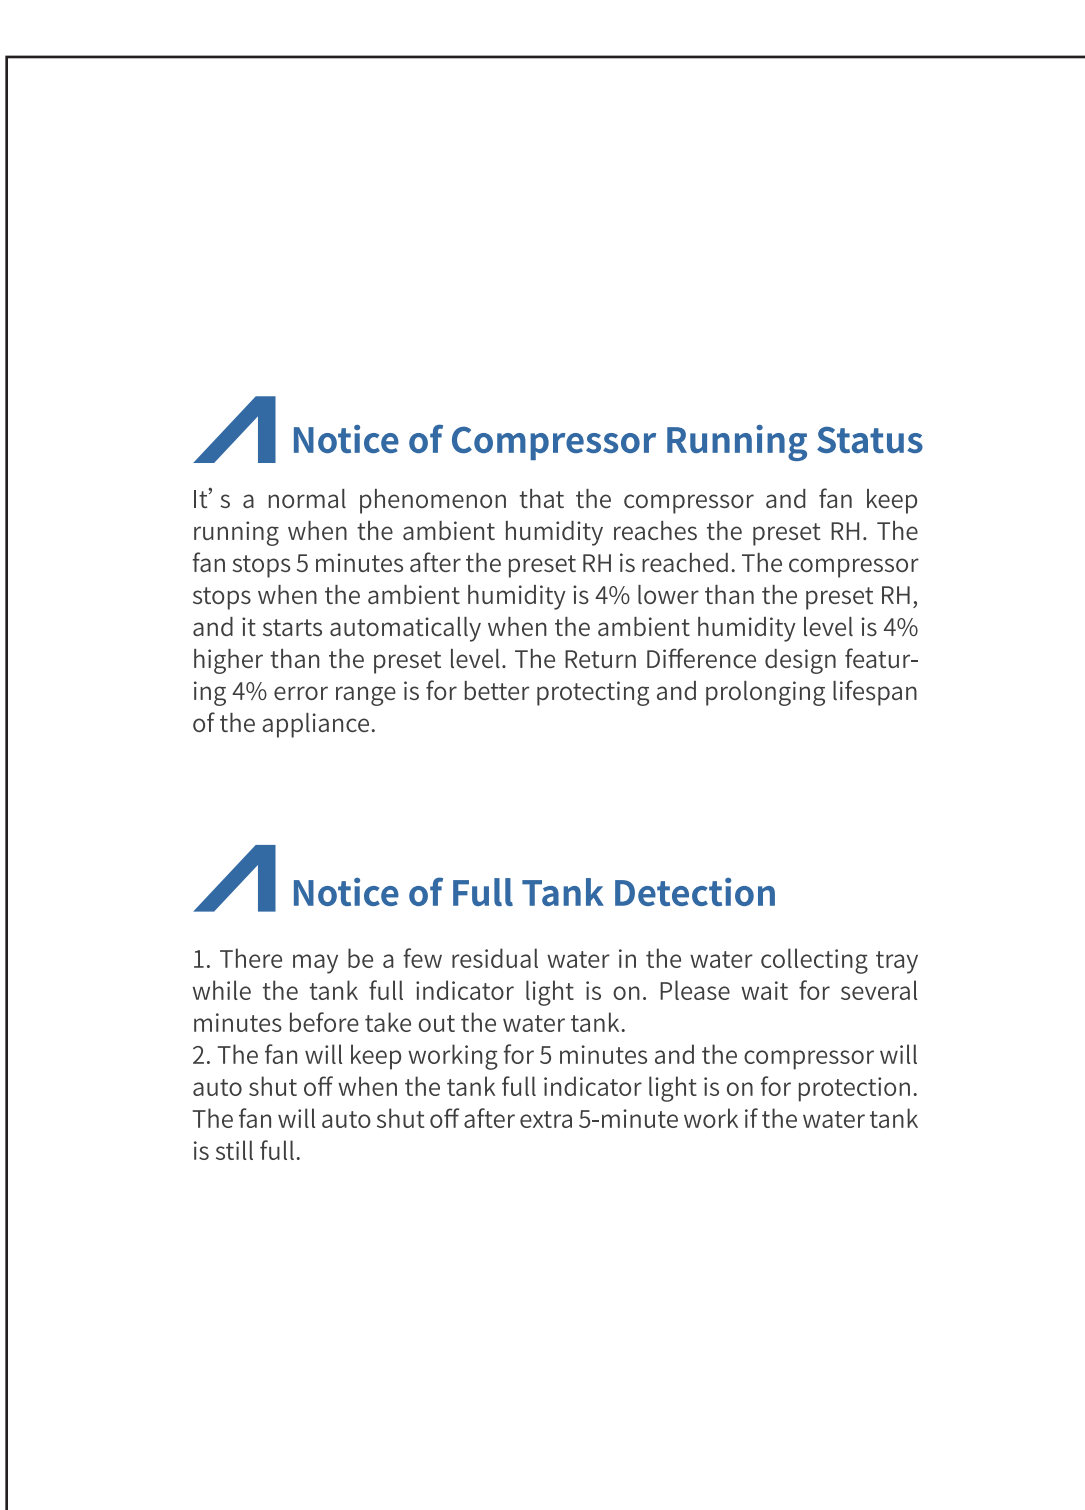 Notice of Compressor Running Status
It’s a normal phenomenon that the compressor and fan keep
running when the ambient humidity reaches the preset RH. The
fan stops 5 minutes after the preset RH is reached. The compressor
stops when the ambient humidity is 4% lower than the preset RH,
and it starts automatically when the ambient humidity level is 4%
higher than the preset level. The Return Difference design featur-
ing 4% error range is for better protecting and prolonging lifespan
of the appliance.
Notice of Full Tank Detection
1. There may be a few residual water in the water collecting tray
while the tank full indicator light is on. Please wait for several
minutes before take out the water tank.
2. The fan will keep working for 5 minutes and the compressor will
auto shut off when the tank full indicator light is on for protection.
The fan will auto shut off after extra 5-minute work if the water tank
is still full.